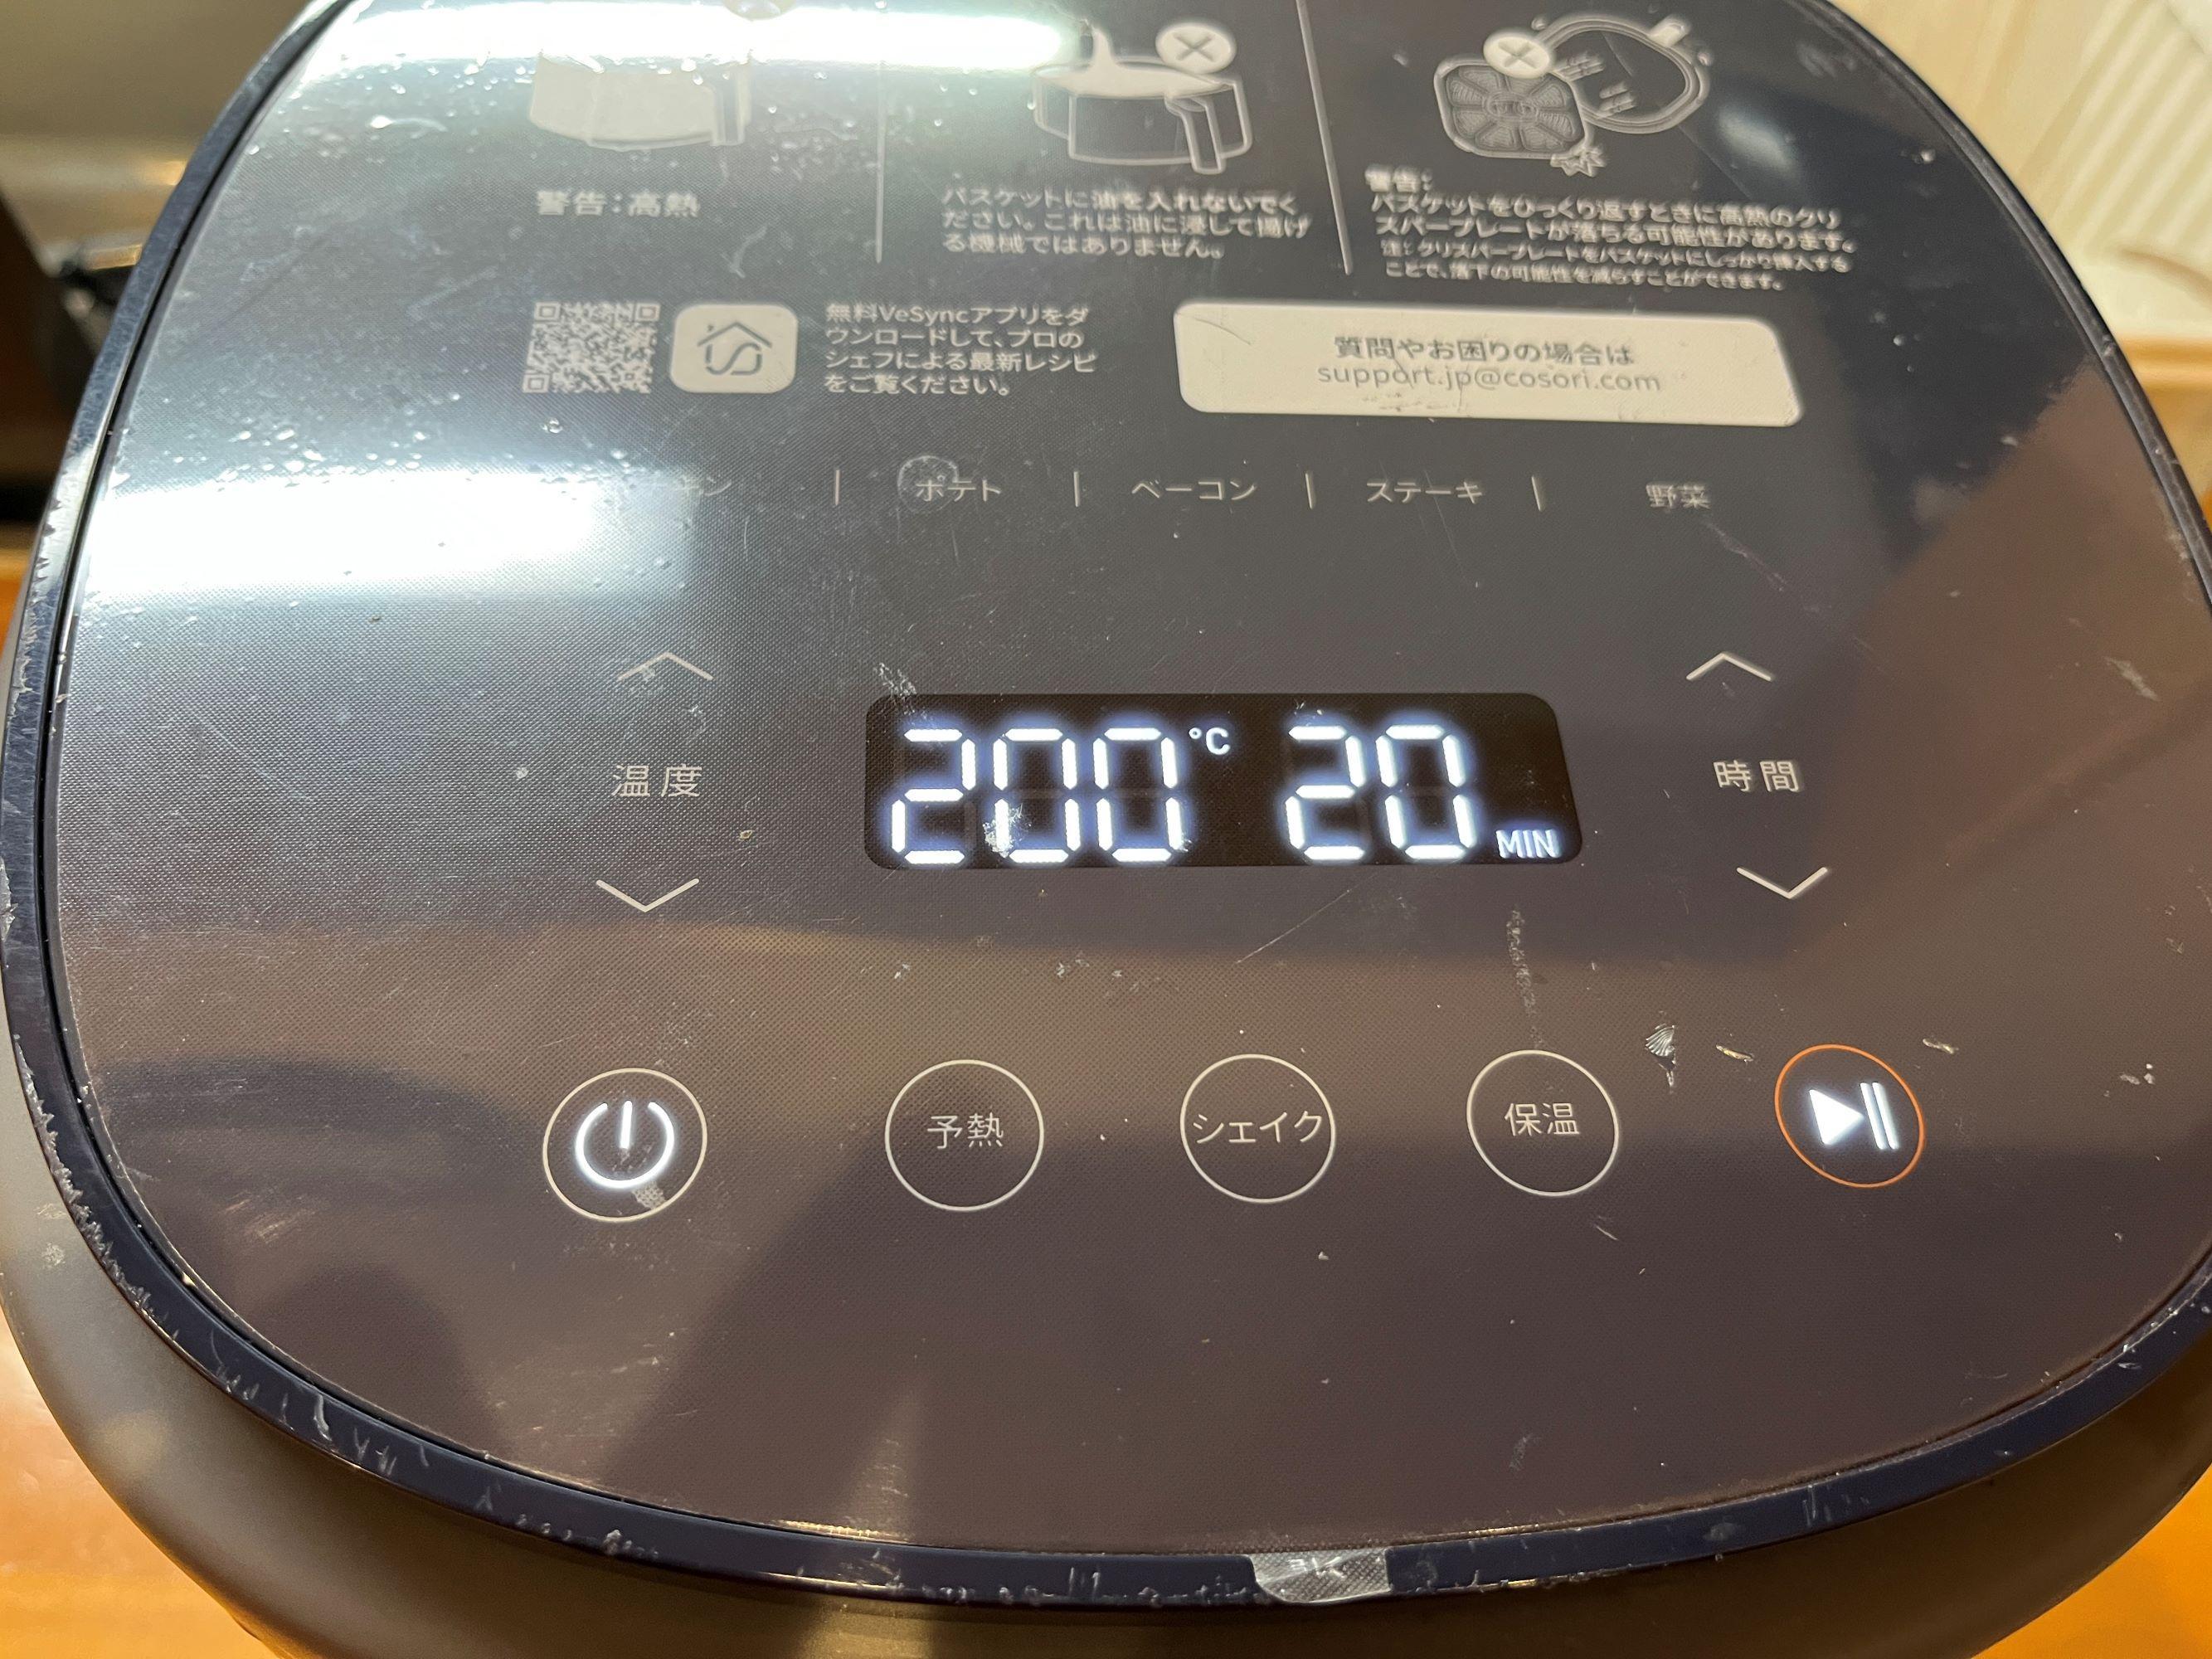 警告:高熱
バスケットに油を入れないでく
ださい。これは油に浸して揚げ
る機械ではありません。
警告:
バスケットをひっくり返すときに高熱のクリ
スパープレートが落ちる可能性があります。
注: クリスパープレートをバスケットにしっかり挿入する
ことで、落下の可能性を減らすことができます。
無料VeSyncアプリをダ
ウンロードして、プロの
シェフによる最新レシピ
をご覧ください。
質問やお困りの場合は
support.jp@cosori.com
キン | ポテト | ベーコン | ステーキ | 野菜
温度
200°C 20 MIN
時間
予熱
シェイク
保温